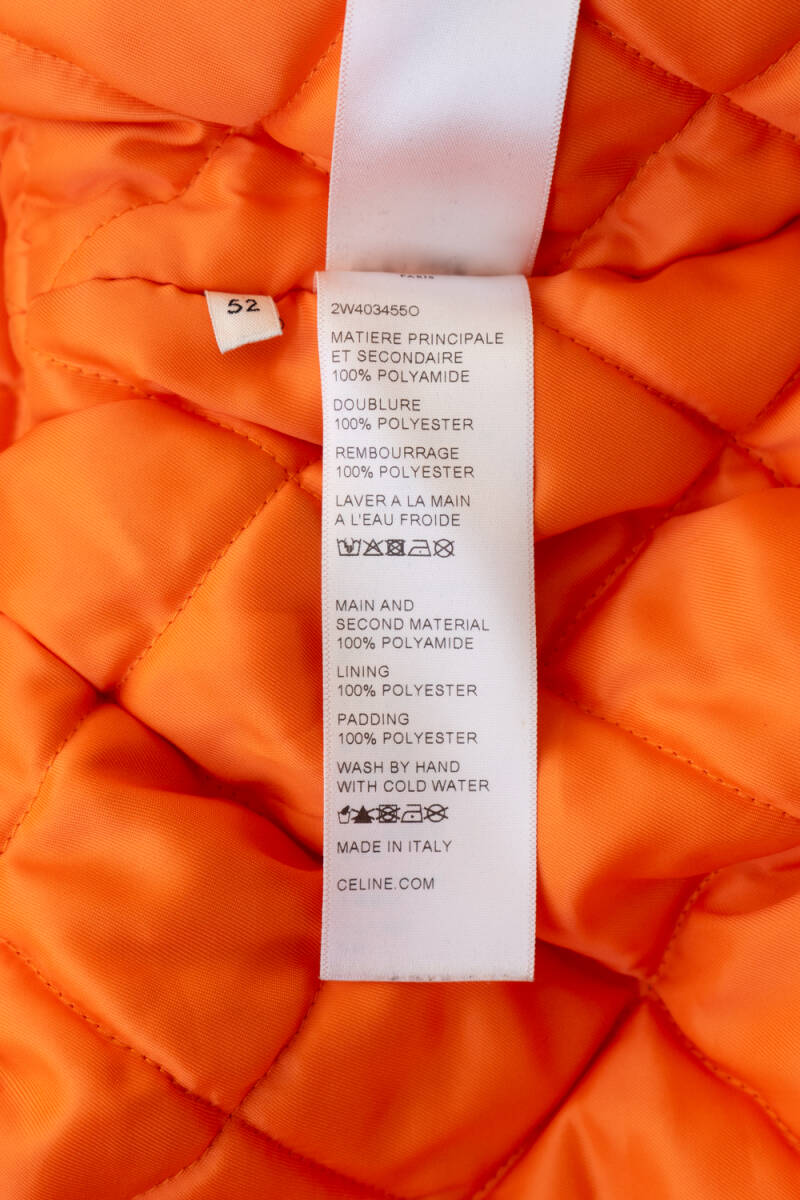 PARIS
52
2W403455O
MATIERE PRINCIPALE
ET SECONDAIRE
100% POLYAMIDE
DOUBLURE
100% POLYESTER
REMBOURRAGE
100% POLYESTER
LAVER A LA MAIN
A L'EAU FROIDE
MAIN AND
SECOND MATERIAL
100% POLYAMIDE
LINING
100% POLYESTER
PADDING
100% POLYESTER
WASH BY HAND
WITH COLD WATER
MADE IN ITALY
CELINE.COM